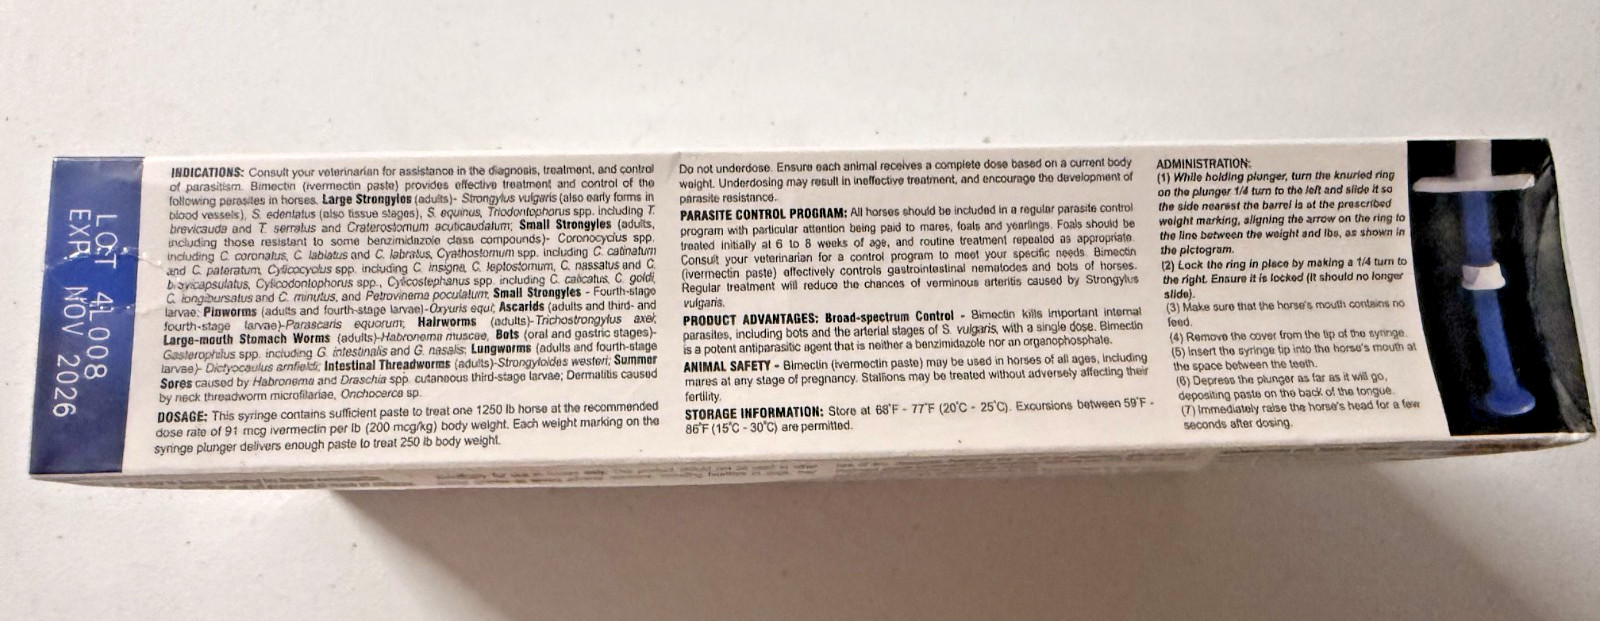 LOT 4L008
EXP. NOV 2026
INDICATIONS: Consult your veterinarian for assistance in the diagnosis, treatment, and control
of parasitism. Bimectin (ivermectin paste) provides effective treatment and control of the
following parasites in horses. Large Strongyles (adults)- Strongylus vulgaris (also early forms in
blood vessels), S. edentatus (also tissue stages), S. equinus, Triodontophorus spp. including T.
brevicauda and T. serratus and Craterostomum acuticaudatum; Small Strongyles (adults,
including those resistant to some benzimidazole class compounds)- Coronocyclus spp.
including C. coronatus, C. labiatus and C. labratus, Cyathostomum spp. including C. catinatum
and C. pateratum, Cylicocyclus spp. including C. insigne, C. leptostomum, C. nassatus and C.
brevicapsulatus, Cylicodontophorus spp., Cylicostephanus spp. including C. calicatus, C. goldi,
C. longibursatus and C. minutus, and Petrovinema poculatum; Small Strongyles - Fourth-stage
larvae; Pinworms (adults and fourth-stage larvae)-Oxyuris equi; Ascarids (adults and third- and
fourth-stage larvae)-Parascaris equorum; Hairworms (adults)-Trichostrongylus axei;
Large-mouth Stomach Worms (adults)-Habronema muscae, Bots (oral and gastric stages)-
Gasterophilus spp. including G. intestinalis and G. nasalis; Lungworms (adults and fourth-stage
larvae)- Dictyocaulus arnfieldi; Intestinal Threadworms (adults)-Strongyloides westeri; Summer
Sores caused by Habronema and Draschia spp. cutaneous third-stage larvae; Dermatitis caused
by neck threadworm microfilariae, Onchocerca sp.
DOSAGE: This syringe contains sufficient paste to treat one 1250 lb horse at the recommended
dose rate of 91 mcg ivermectin per lb (200 mcg/kg) body weight. Each weight marking on the
syringe plunger delivers enough paste to treat 250 lb body weight.
Do not underdose. Ensure each animal receives a complete dose based on a current body
weight. Underdosing may result in ineffective treatment, and encourage the development of
parasite resistance.
PARASITE CONTROL PROGRAM: All horses should be included in a regular parasite control
program with particular attention being paid to mares, foals and yearlings. Foals should be
treated initially at 6 to 8 weeks of age, and routine treatment repeated as appropriate.
Consult your veterinarian for a control program to meet your specific needs. Bimectin
(ivermectin paste) effectively controls gastrointestinal nematodes and bots of horses.
Regular treatment will reduce the chances of verminous arteritis caused by Strongylus
vulgaris.
PRODUCT ADVANTAGES: Broad-spectrum Control - Bimectin kills important internal
parasites, including bots and the arterial stages of S. vulgaris, with a single dose. Bimectin
is a potent antiparasitic agent that is neither a benzimidazole nor an organophosphate.
ANIMAL SAFETY - Bimectin (ivermectin paste) may be used in horses of all ages, including
mares at any stage of pregnancy. Stallions may be treated without adversely affecting their
fertility.
STORAGE INFORMATION: Store at 68°F - 77°F (20°C - 25°C). Excursions between 59°F -
86°F (15°C - 30°C) are permitted.
ADMINISTRATION:
(1) While holding plunger, turn the knurled ring
on the plunger 1/4 turn to the left and slide it so
the side nearest the barrel is at the prescribed
weight marking, aligning the arrow on the ring to
the line between the weight and lbs, as shown in
the pictogram.
(2) Lock the ring in place by making a 1/4 turn to
the right. Ensure it is locked (it should no longer
slide).
(3) Make sure that the horse's mouth contains no
feed.
(4) Remove the cover from the tip of the syringe.
(5) Insert the syringe tip into the horse's mouth at
the space between the teeth.
(6) Depress the plunger as far as it will go,
depositing paste on the back of the tongue.
(7) Immediately raise the horse's head for a few
seconds after dosing.